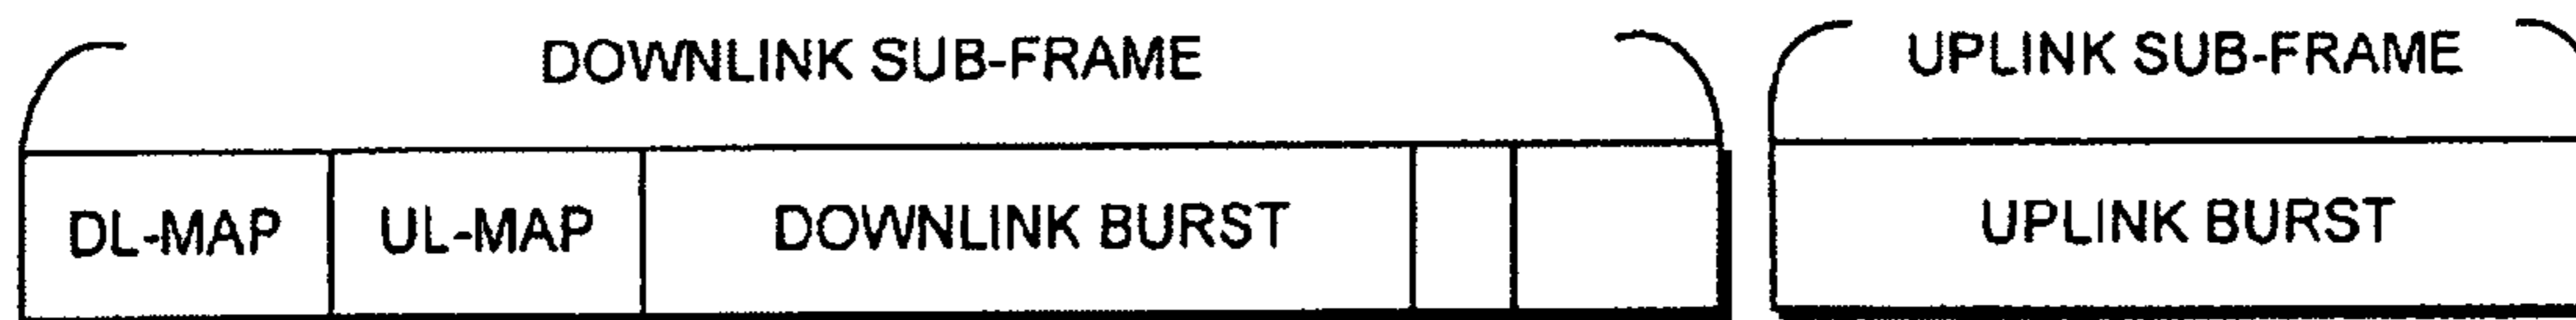 DOWNLINK SUB-FRAME
UPLINK SUB-FRAME
DL-MAP
UL-MAP
DOWNLINK BURST
UPLINK BURST